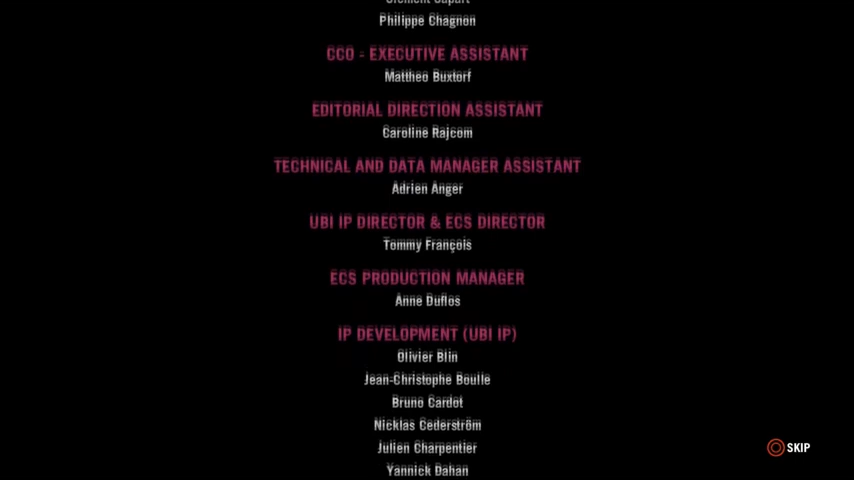 Philippe Chagnon
CCO - EXECUTIVE ASSISTANT
Mattheo Buxtorf
EDITORIAL DIRECTION ASSISTANT
Caroline Rajcom
TECHNICAL AND DATA MANAGER ASSISTANT
Adrien Anger
UBI IP DIRECTOR & ECS DIRECTOR
Tommy François
ECS PRODUCTION MANAGER
Anne Duflos
IP DEVELOPMENT (UBI IP)
Olivier Blin
Jean-Christophe Boulle
Bruno Cardot
Nicklas Cederström
Julien Charpentier
SKIP
Yannick Dahan